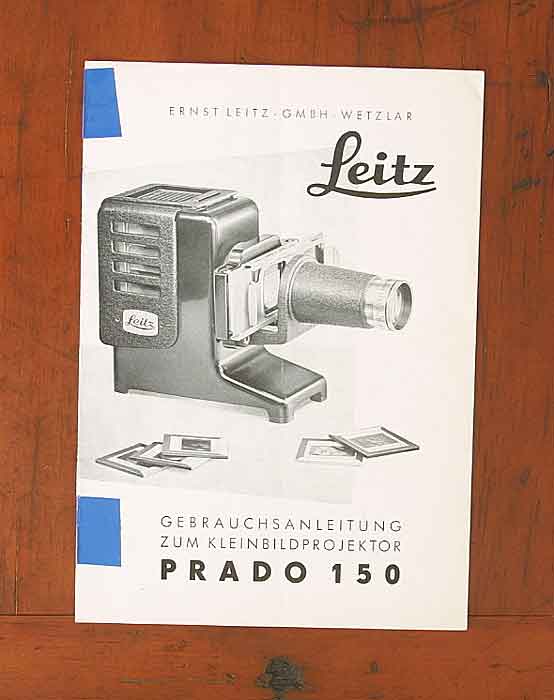 ERNST LEITZ · GMBH · WETZLAR
Leitz
Leitz
GEBRAUCHSANLEITUNG
ZUM KLEINBILDPROJEKTOR
PRADO 150